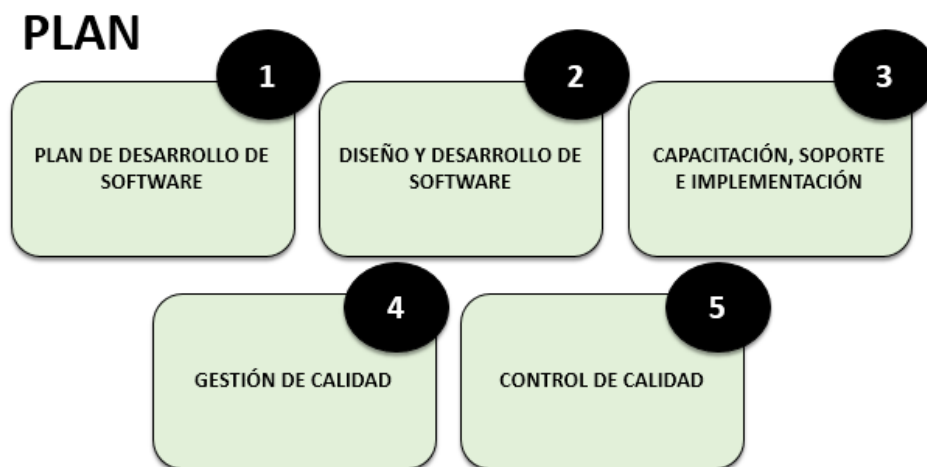 PLAN
1
2
3
PLAN DE DESARROLLO DE
SOFTWARE
DISEÑO Y DESARROLLO DE
SOFTWARE
CAPACITACIÓN, SOPORTE
E IMPLEMENTACIÓN
4
5
GESTIÓN DE CALIDAD
CONTROL DE CALIDAD